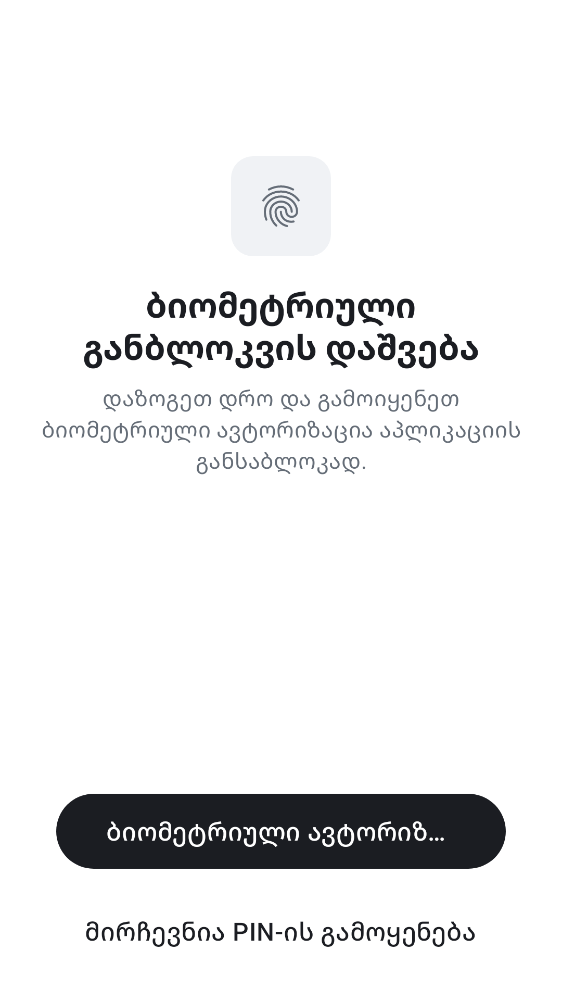 ბიომეტრიული
განბლოკვის დაშვება
დაზოგეთ დრო და გამოიყენეთ
ბიომეტრიული ავტორიზაცია აპლიკაციის
განსაბლოკად.
ბიომეტრიული ავტორიზ...
მირჩევნია PIN-ის გამოყენება